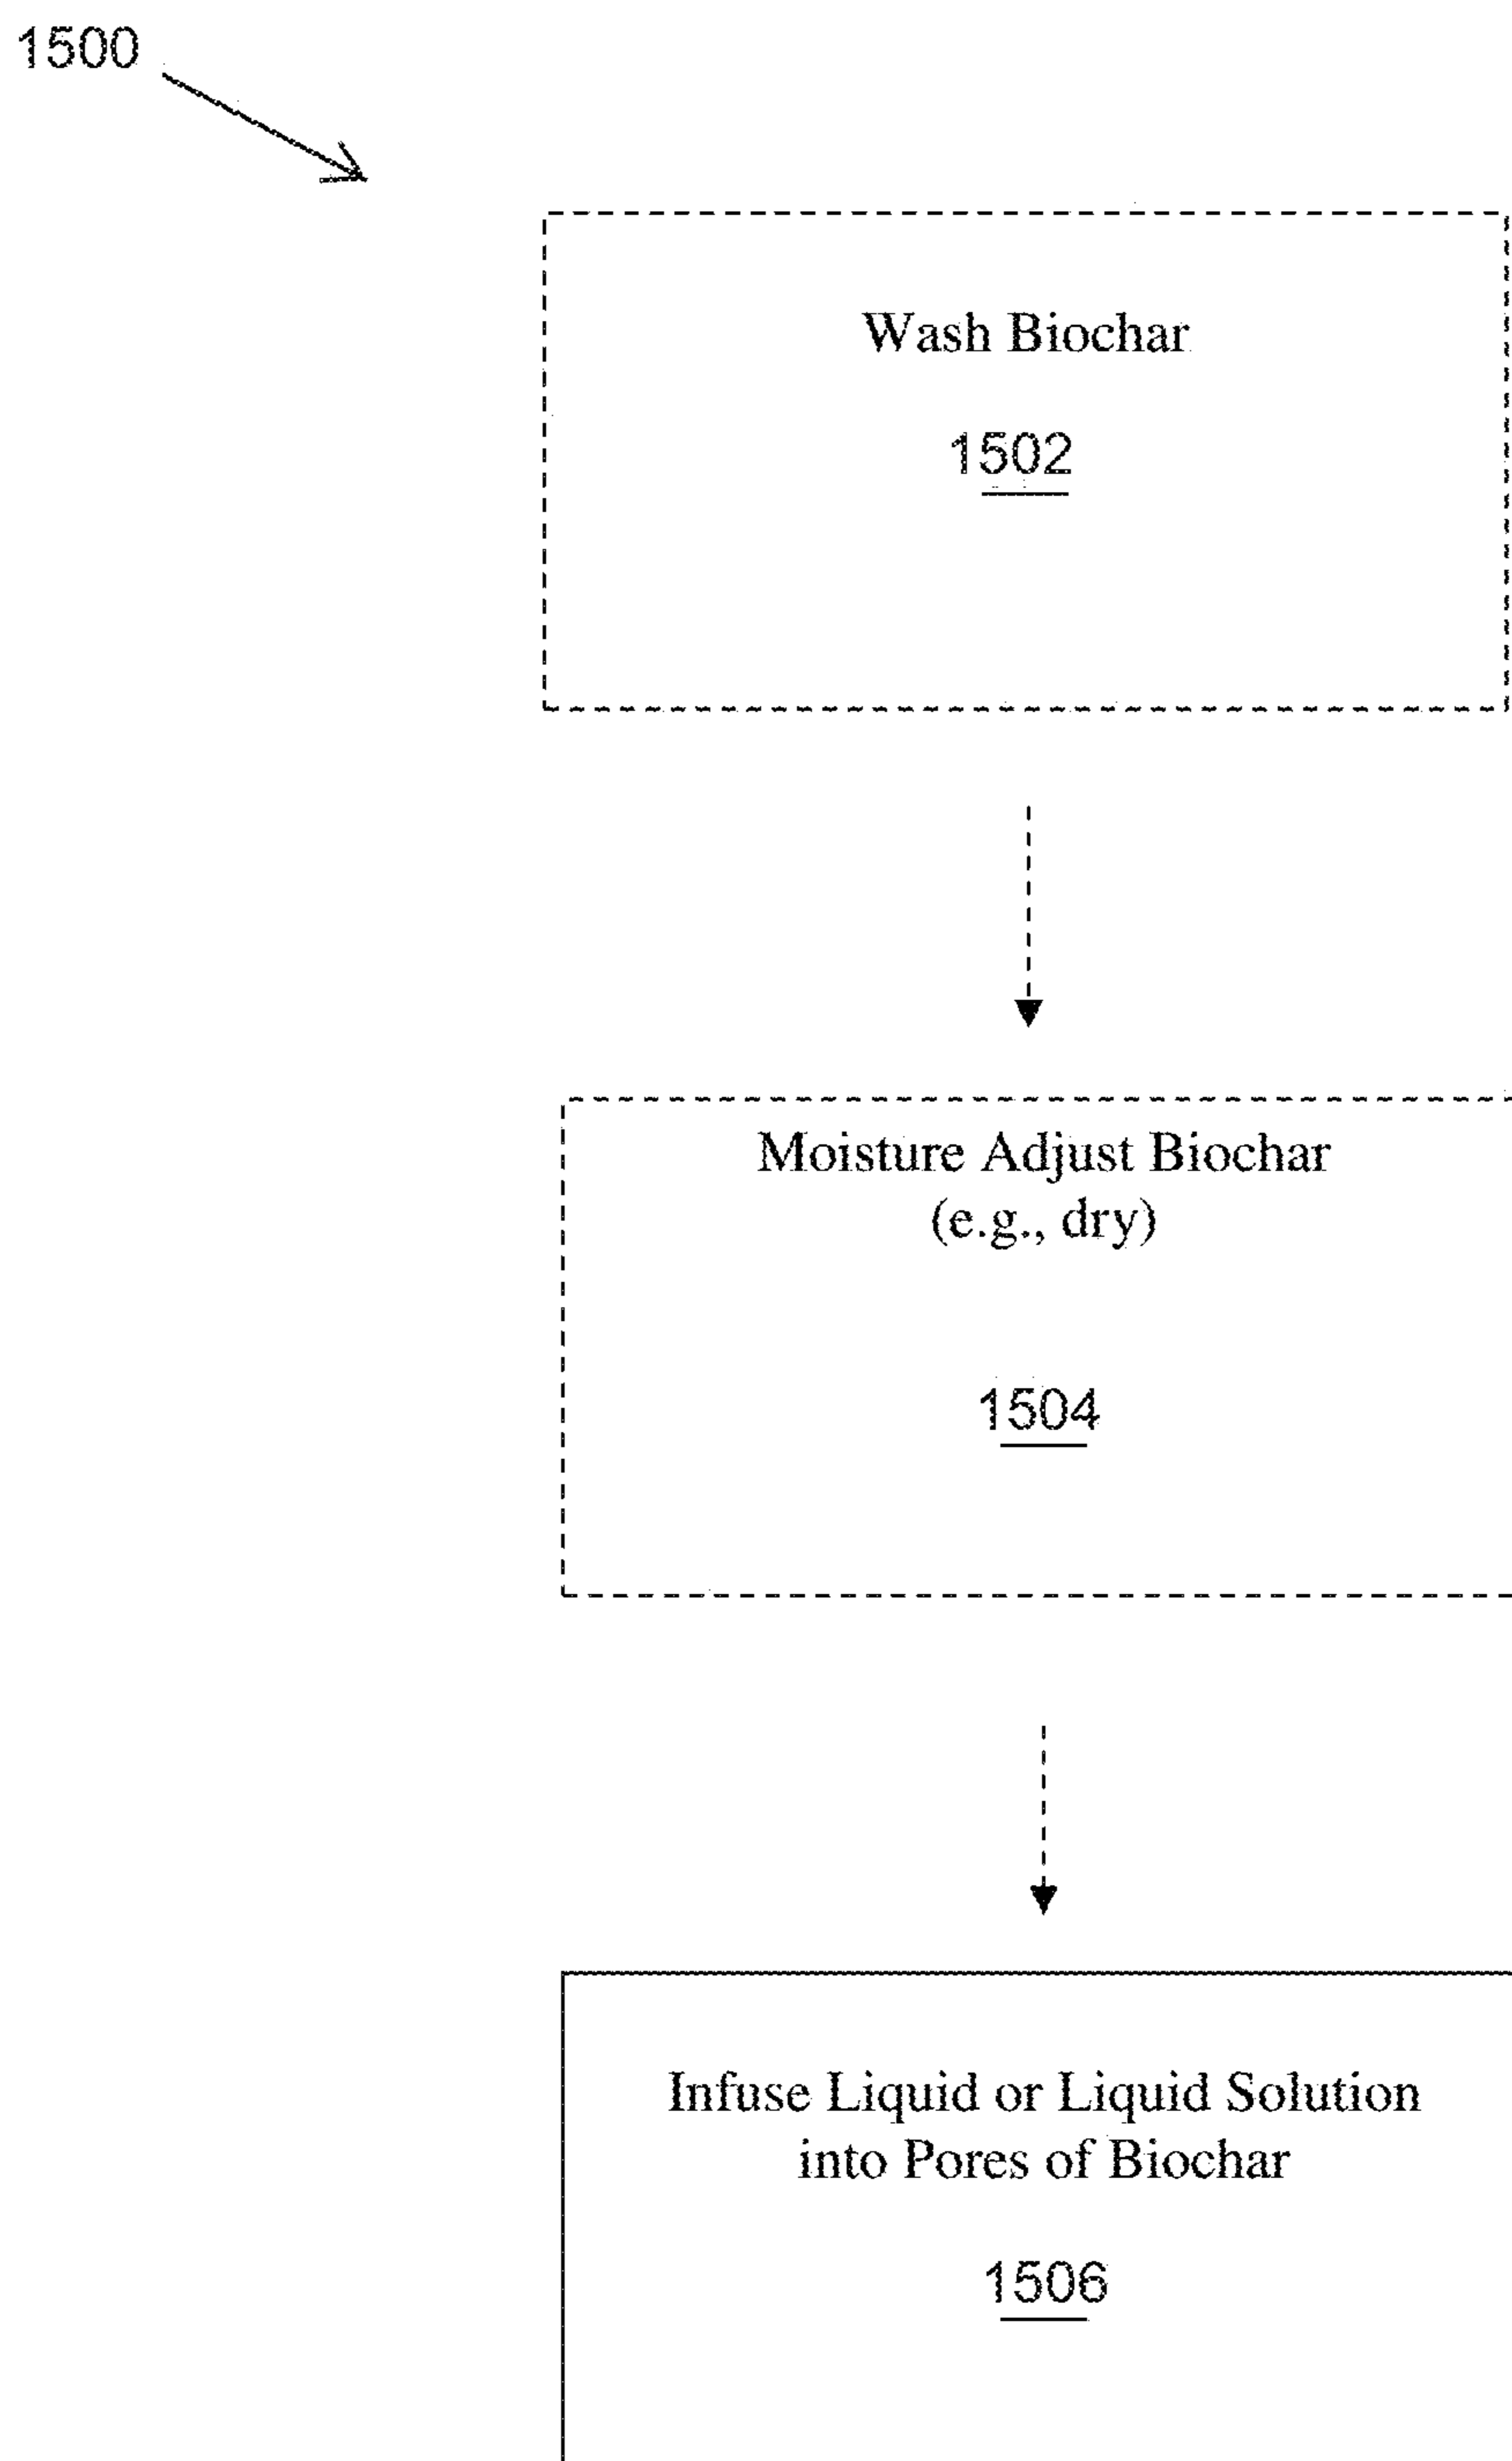 1500
Wash Biochar
1502
Moisture Adjust Biochar
(e.g., dry)
1504
Infuse Liquid or Liquid Solution
into Pores of Biochar
1506